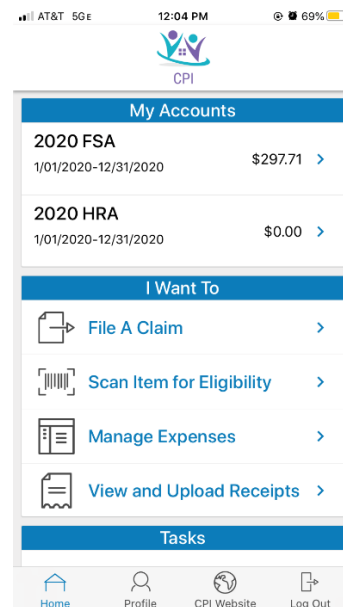 AT&T 5GE 12:04 PM 69%
CPI
My Accounts
2020 FSA
1/01/2020-12/31/2020 $297.71 >
2020 HRA
1/01/2020-12/31/2020 $0.00 >
I Want To
File A Claim >
Scan Item for Eligibility >
Manage Expenses >
View and Upload Receipts >
Tasks
Home Profile CPI Website Log Out